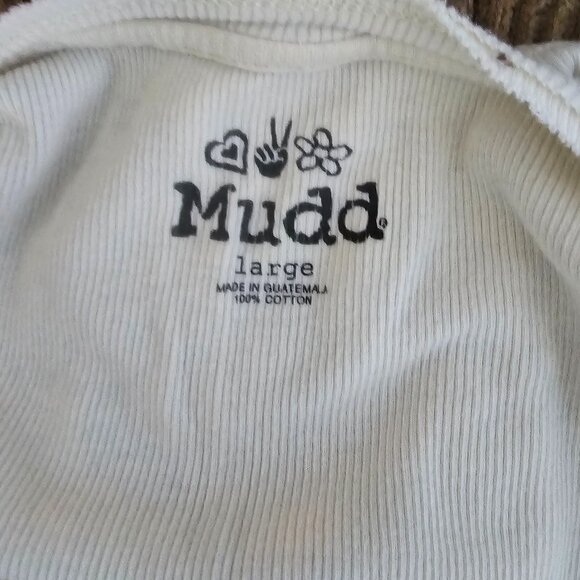 Mudd®
large
MADE IN GUATEMALA
100% COTTON